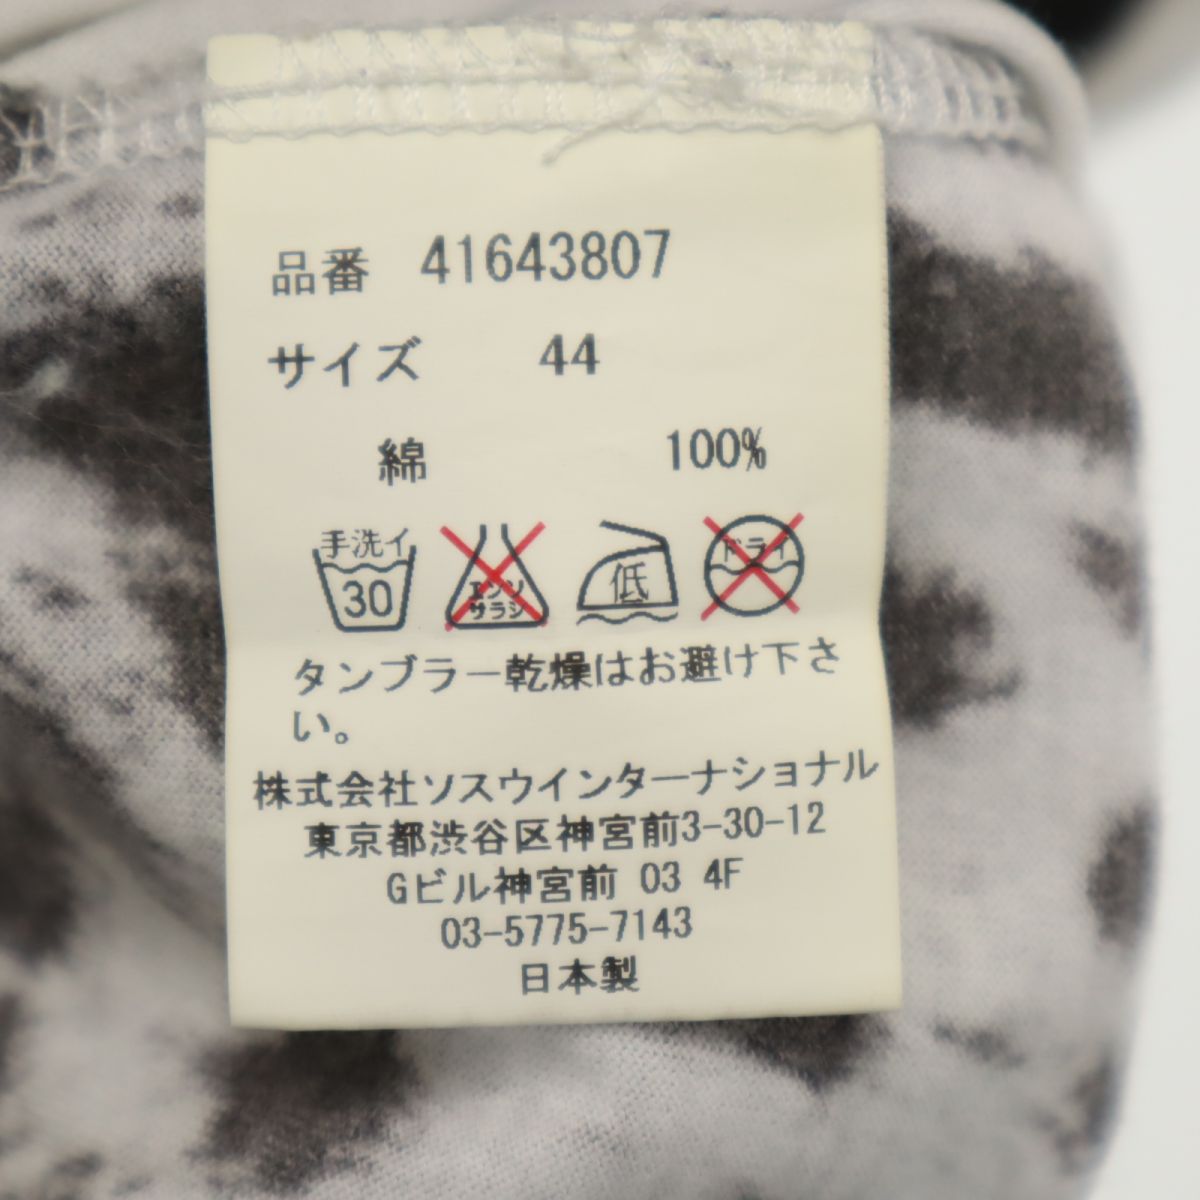 品番 41643807
サイズ 44
綿 100%
手洗イ 30 エンソサラシ 低 ドライ
タンブラー乾燥はお避け下さ
い。
株式会社ソスウインターナショナル
東京都渋谷区神宮前3-30-12
Gビル神宮前 03 4F
03-5775-7143
日本製